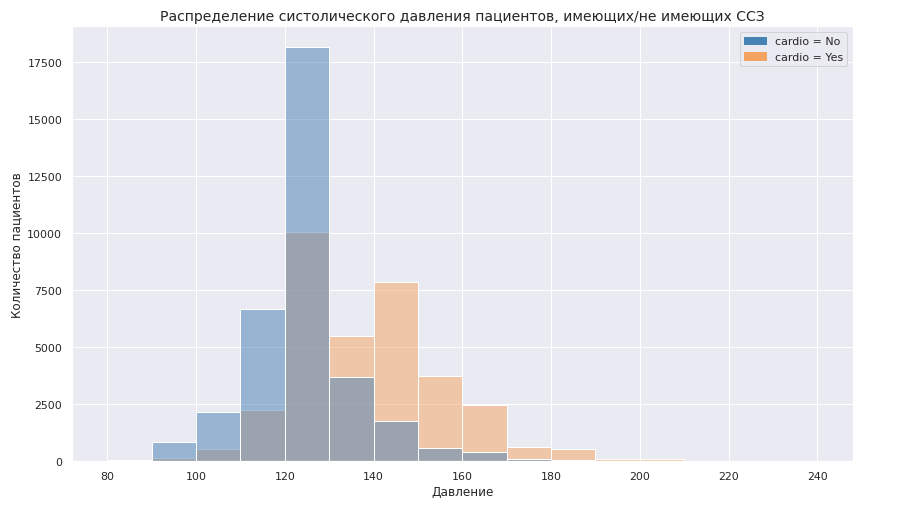 Распределение систолического давления пациентов, имеющих/не имеющих ССЗ
cardio = No
cardio = Yes
Количество пациентов
17500
15000
12500
10000
7500
5000
2500
0
80 100 120 140 160 180 200 220 240
Давление